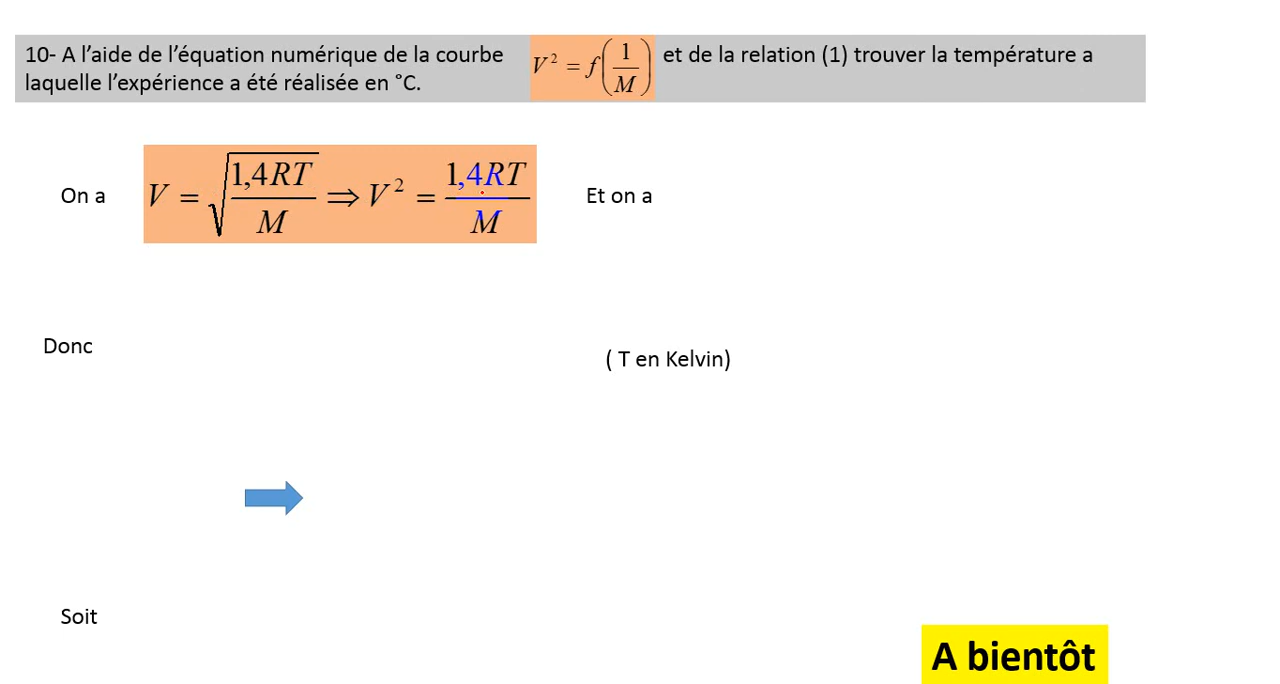 10- A l’aide de l’équation numérique de la courbe V² = f(1/M) et de la relation (1) trouver la température a
laquelle l’expérience a été réalisée en °C.
On a V = √(1,4RT/M) ⇒ V² = 1,4RT/M Et on a
Donc
( T en Kelvin)
Soit
A bientôt